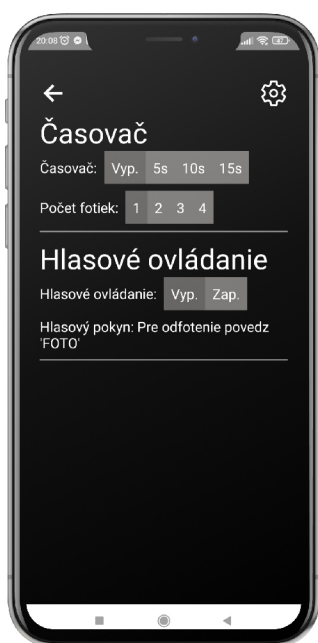 20:08
Časovač
Časovač: Vyp. 5s 10s 15s
Počet fotiek: 1 2 3 4
Hlasové ovládanie
Hlasové ovládanie: Vyp. Zap.
Hlasový pokyn: Pre odfotenie povedz
'FOTO'